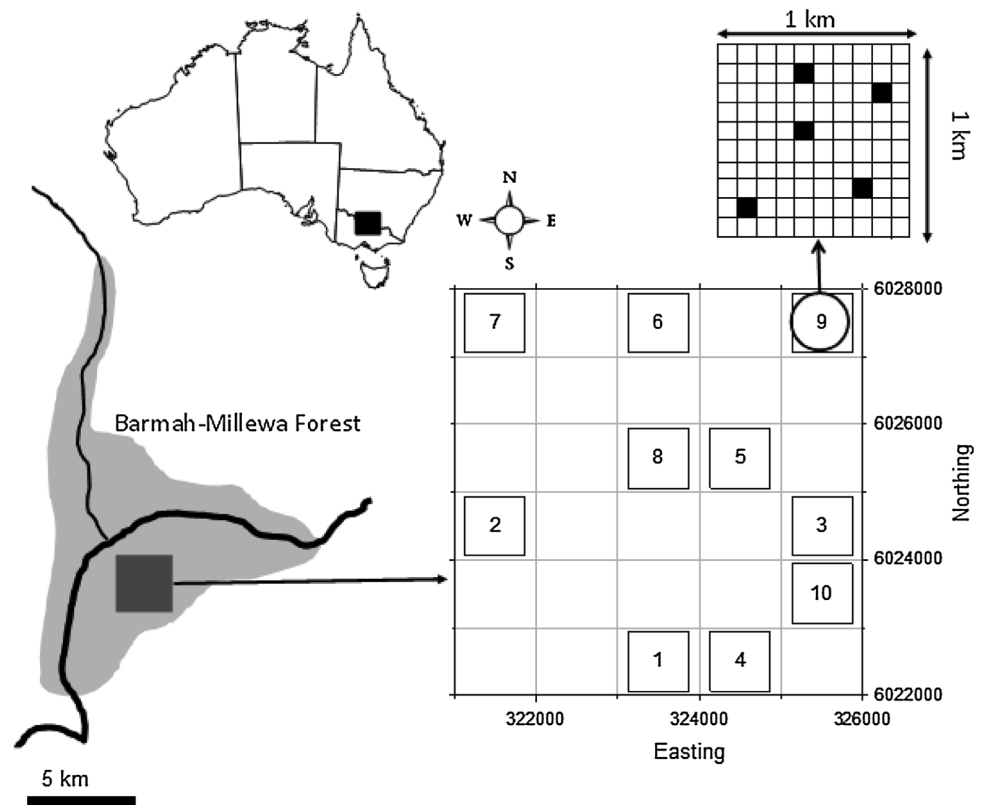 1 km
1 km
N
W E
S
Barmah-Millewa Forest
7 6 9
8 5
2 3
10
1 4
6028000
6026000
6024000
6022000
Northing
322000 324000 326000
Easting
5 km